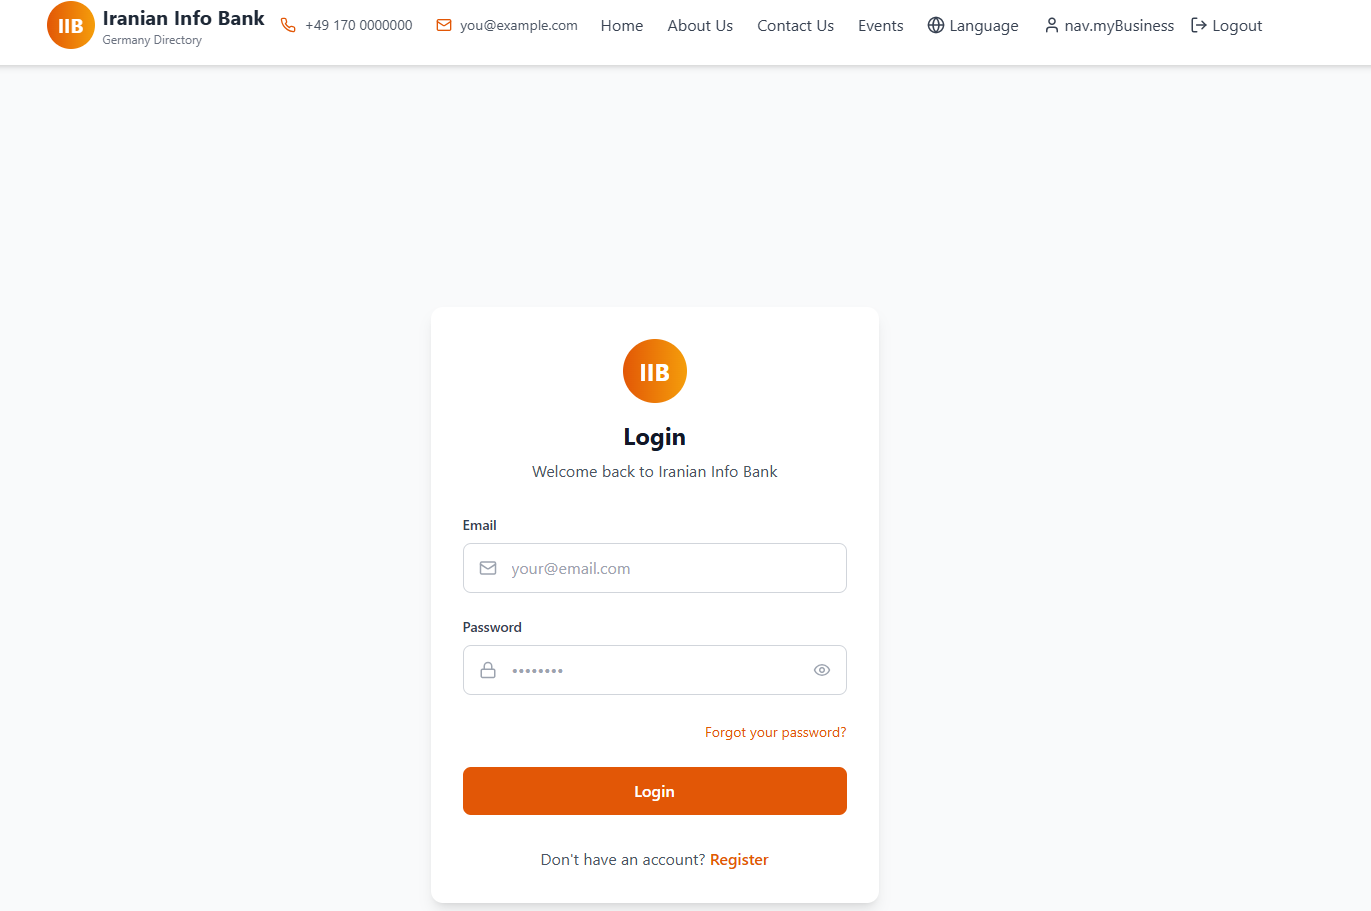 IIB
Iranian Info Bank
Germany Directory
+49 170 0000000
you@example.com
Home
About Us
Contact Us
Events
Language
nav.myBusiness
Logout
IIB
Login
Welcome back to Iranian Info Bank
Email
your@email.com
Password
••••••••
Forgot your password?
Login
Don't have an account? Register